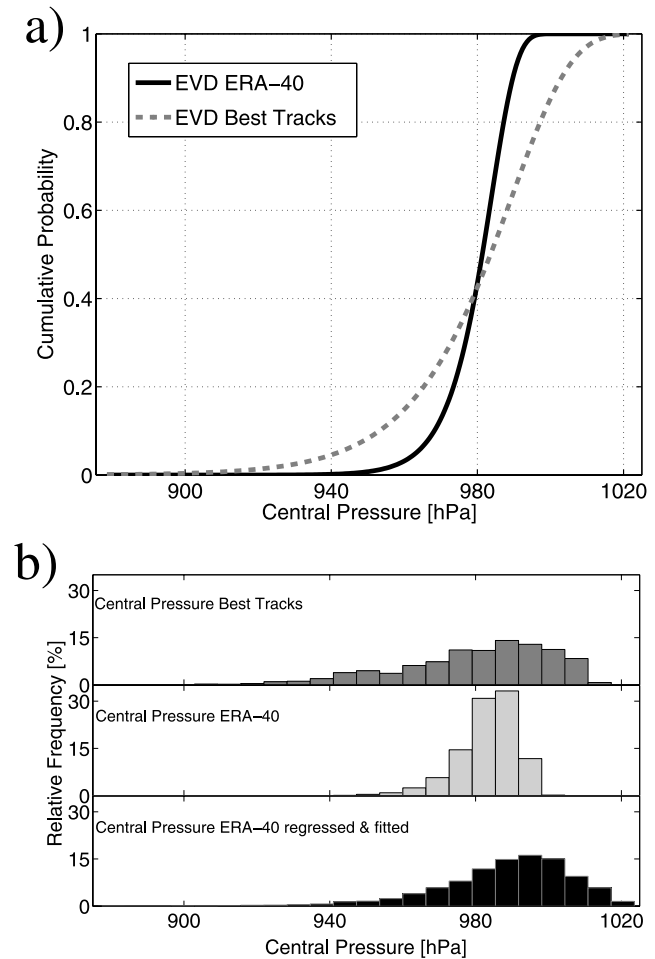 a)
1
0.8
0.6
0.4
0.2
0
Cumulative Probability
EVD ERA−40
EVD Best Tracks
900
940
980
1020
Central Pressure [hPa]
b)
Relative Frequency [%]
30
15
0
Central Pressure Best Tracks
30
15
0
Central Pressure ERA−40
30
15
0
Central Pressure ERA−40 regressed & fitted
900
940
980
1020
Central Pressure [hPa]